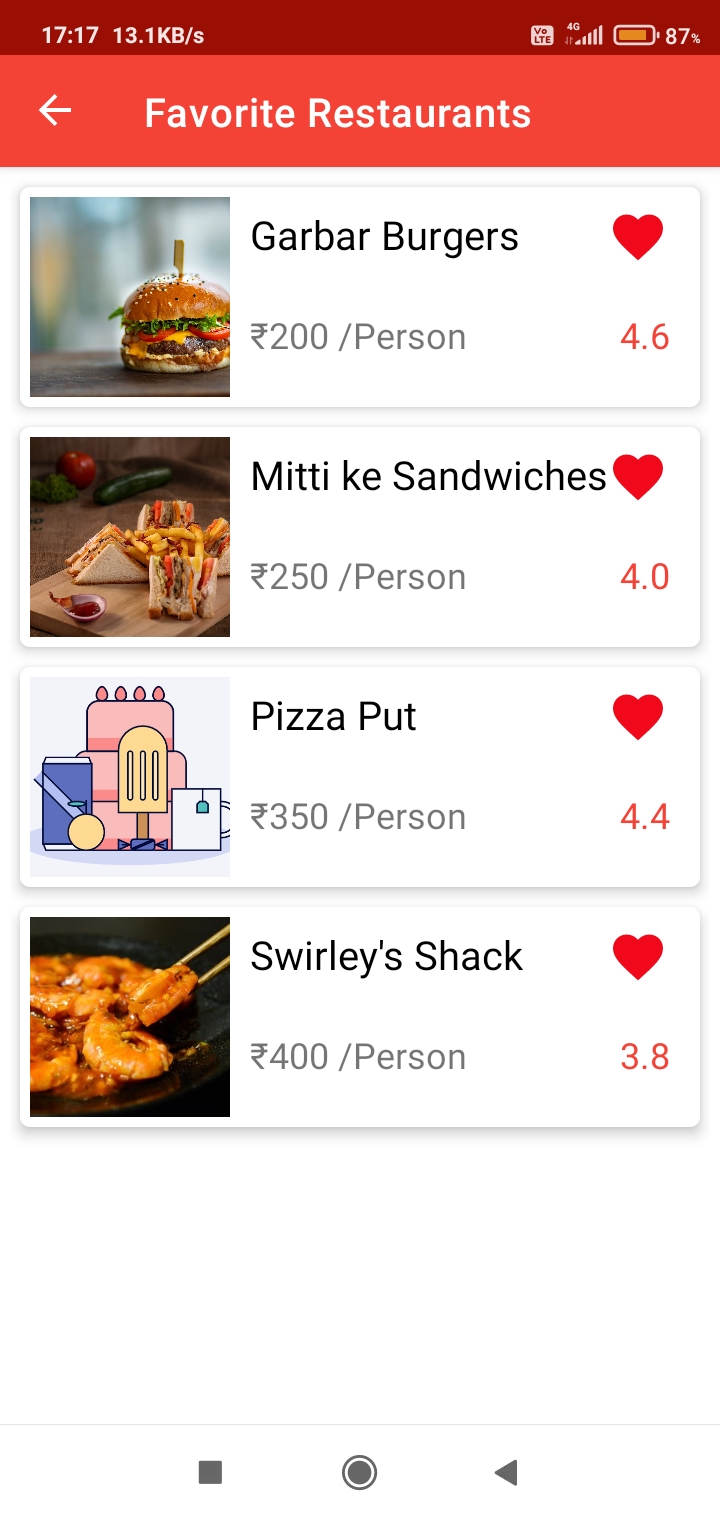 17:17 13.1KB/s Vo LTE 4G 87%
Favorite Restaurants
Garbar Burgers
₹200 /Person 4.6
Mitti ke Sandwiches
₹250 /Person 4.0
Pizza Put
₹350 /Person 4.4
Swirley's Shack
₹400 /Person 3.8